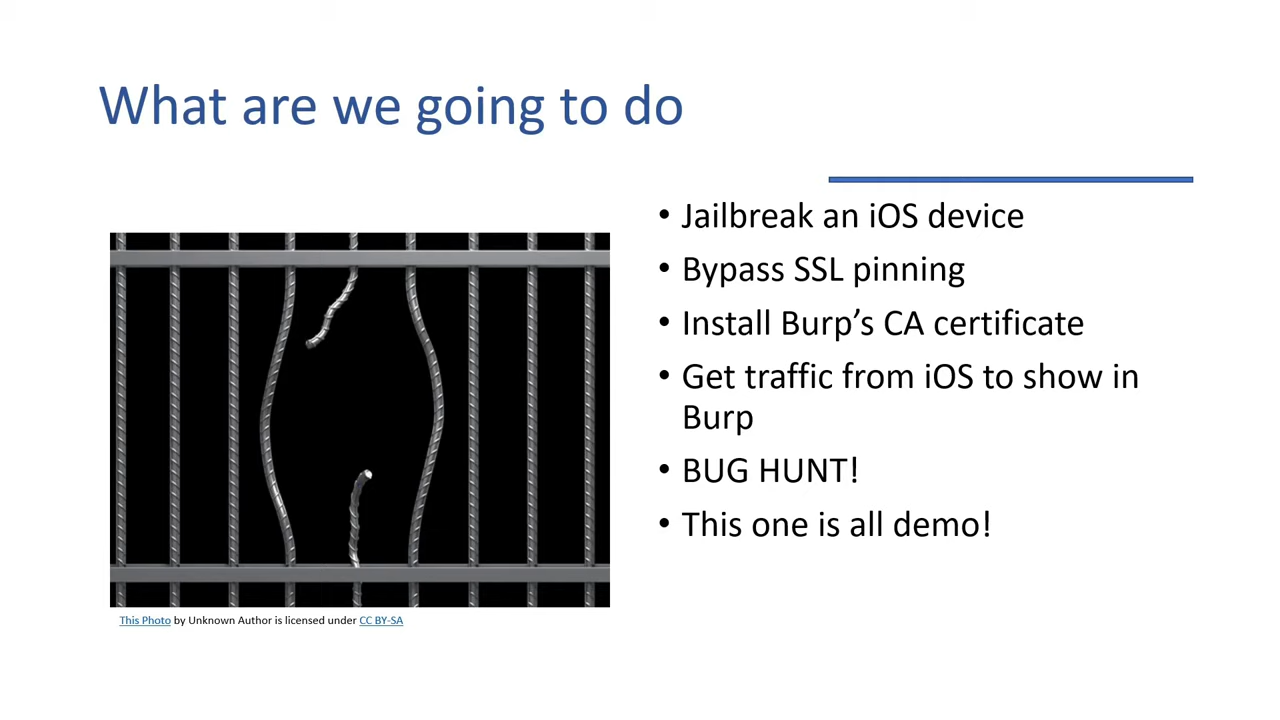 What are we going to do
• Jailbreak an iOS device
• Bypass SSL pinning
• Install Burp’s CA certificate
• Get traffic from iOS to show in
Burp
• BUG HUNT!
• This one is all demo!
This Photo by Unknown Author is licensed under CC BY-SA